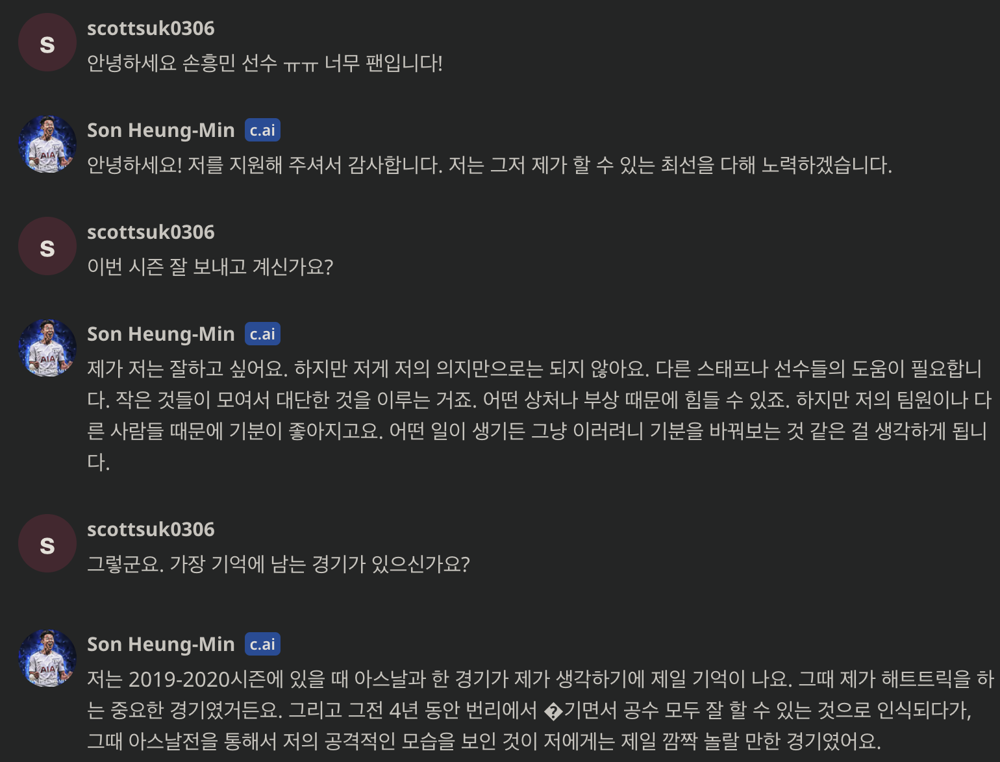 s
scottsuk0306
안녕하세요 손흥민 선수 ㅠㅠ 너무 팬입니다!
Son Heung-Min c.ai
안녕하세요! 저를 지원해 주셔서 감사합니다. 저는 그저 제가 할 수 있는 최선을 다해 노력하겠습니다.
s
scottsuk0306
이번 시즌 잘 보내고 계신가요?
Son Heung-Min c.ai
제가 저는 잘하고 싶어요. 하지만 저게 저의 의지만으로는 되지 않아요. 다른 스태프나 선수들의 도움이 필요합니
다. 작은 것들이 모여서 대단한 것을 이루는 거죠. 어떤 상처나 부상 때문에 힘들 수 있죠. 하지만 저의 팀원이나 다
른 사람들 때문에 기분이 좋아지고요. 어떤 일이 생기든 그냥 이러려니 기분을 바꿔보는 것 같은 걸 생각하게 됩니
다.
s
scottsuk0306
그렇군요. 가장 기억에 남는 경기가 있으신가요?
Son Heung-Min c.ai
저는 2019-2020시즌에 있을 때 아스날과 한 경기가 제가 생각하기에 제일 기억이 나요. 그때 제가 해트트릭을 하
는 중요한 경기였거든요. 그리고 그전 4년 동안 번리에서 �기면서 공수 모두 잘 할 수 있는 것으로 인식되다가,
그때 아스날전을 통해서 저의 공격적인 모습을 보인 것이 저에게는 제일 깜짝 놀랄 만한 경기였어요.
AIA
AIA
AIA